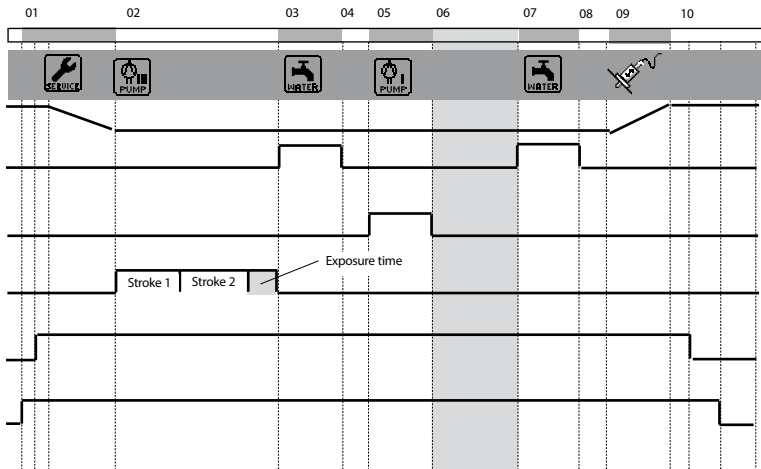 01 02 03 04 05 06 07 08 09 10
SERVICE PUMP III WATER PUMP I WATER
Exposure time
Stroke 1 Stroke 2